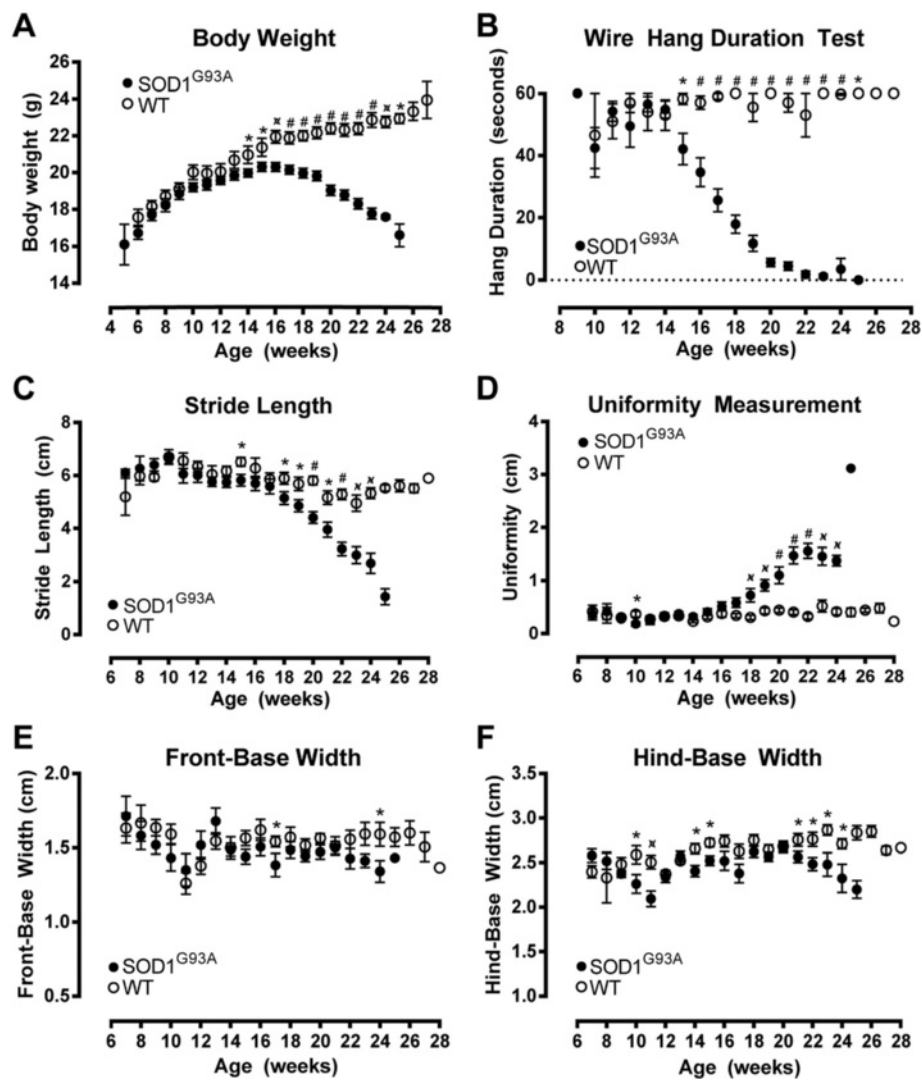 A Body Weight
SOD1G93A
WT
* * ¤ # # # # # # # ¤ *
24
22
20
18
16
14
Body weight (g)
4 6 8 10 12 14 16 18 20 22 24 26 28
Age (weeks)
B Wire Hang Duration Test
* # # # # # # # # # *
60
40
20
0
Hang Duration (seconds)
SOD1G93A
WT
10 12 14 16 18 20 22 24 26 28
Age (weeks)
C Stride Length
* * * # * # ¤ ¤
8
6
4
2
0
Stride Length (cm)
SOD1G93A
WT
6 8 10 12 14 16 18 20 22 24 26 28
Age (weeks)
D Uniformity Measurement
SOD1G93A
WT
* ¤ ¤ # # # ¤ ¤
4
3
2
1
0
Uniformity (cm)
6 8 10 12 14 16 18 20 22 24 26 28
Age (weeks)
E Front-Base Width
* *
2.0
1.5
1.0
0.5
Front-Base Width (cm)
SOD1G93A
WT
6 8 10 12 14 16 18 20 22 24 26 28
Age (weeks)
F Hind-Base Width
* ¤ * * * * * *
3.5
3.0
2.5
2.0
1.5
1.0
Hind-Base Width (cm)
SOD1G93A
WT
6 8 10 12 14 16 18 20 22 24 26 28
Age (weeks)